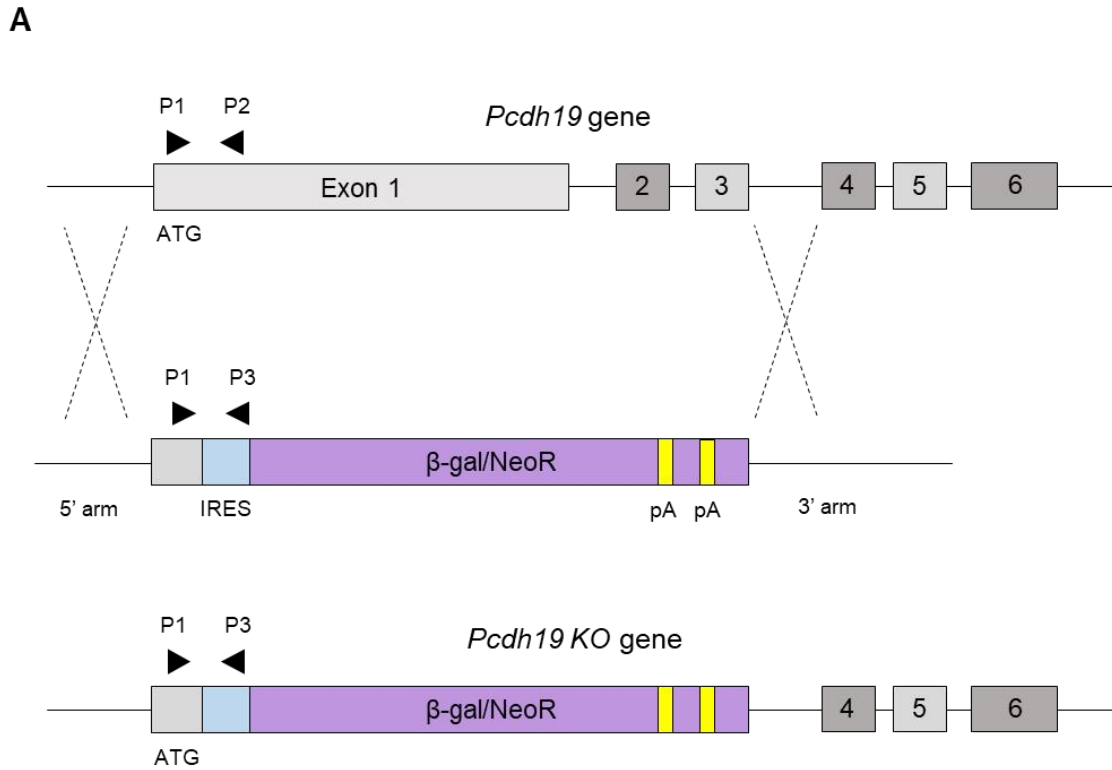 A
P1 P2
Pcdh19 gene
Exon 1 2 3 4 5 6
ATG
P1 P3
β-gal/NeoR
5’ arm IRES pA pA 3’ arm
P1 P3
Pcdh19 KO gene
β-gal/NeoR 4 5 6
ATG